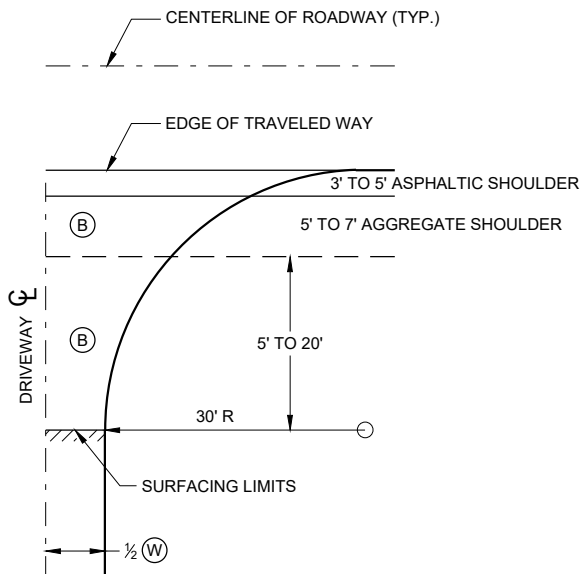 CENTERLINE OF ROADWAY (TYP.)
EDGE OF TRAVELED WAY
3' TO 5' ASPHALTIC SHOULDER
B
5' TO 7' AGGREGATE SHOULDER
DRIVEWAY ℄
B
5' TO 20'
30' R
SURFACING LIMITS
½ W